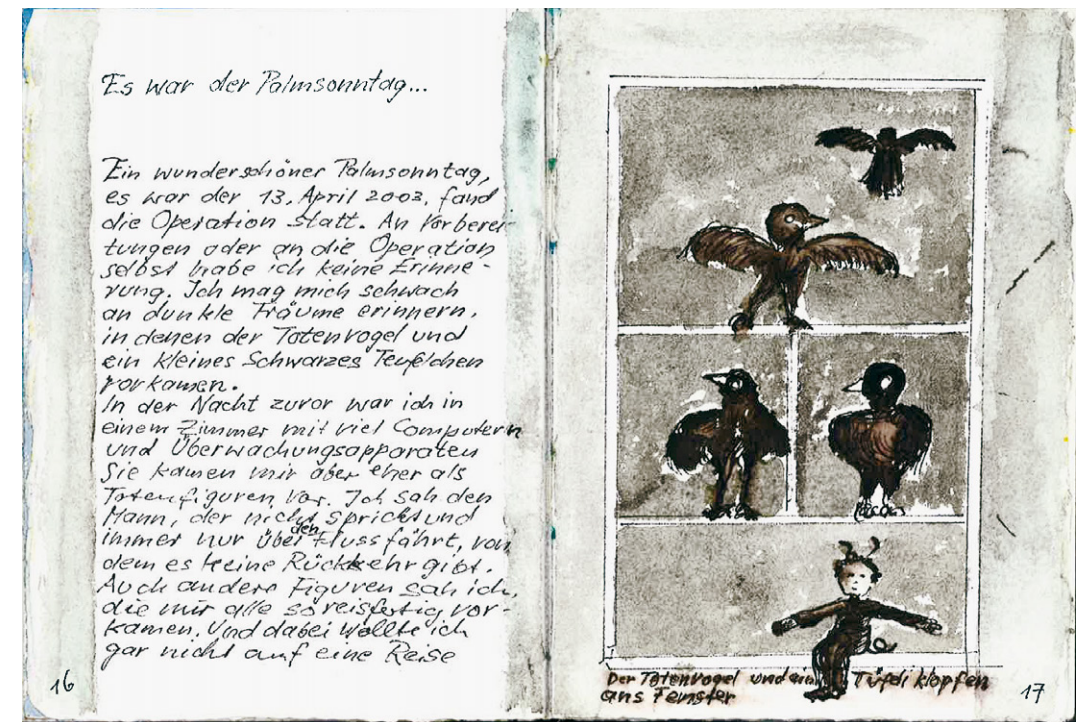 Es war der Palmsonntag...
Ein wunderschöner Palmsonntag,
es war der 13. April 2003, fand
die Operation statt. An Vorberei-
tungen oder an die Operation
selbst habe ich keine Erinne-
rung. Ich mag mich schwach
an dunkle Träume erinnern,
in denen der Totenvogel und
ein kleines Schwarzes Teufelchen
vorkamen.
In der Nacht zuvor war ich in
einem Zimmer mit viel Computern
und Überwachungsapparaten
Sie kamen mir aber eher als
Totenfiguren vor. Ich sah den
Mann, der nicht spricht und
immer nur über den Fluss fährt, von
dem es keine Rückkehr gibt.
Auch andere Figuren sah ich,
die mir alle so reisfertig vor-
kamen. Und dabei wollte ich
gar nicht auf eine Reise
16
Der Totenvogel und ein Tüfeli klopfen
ans Fenster
17